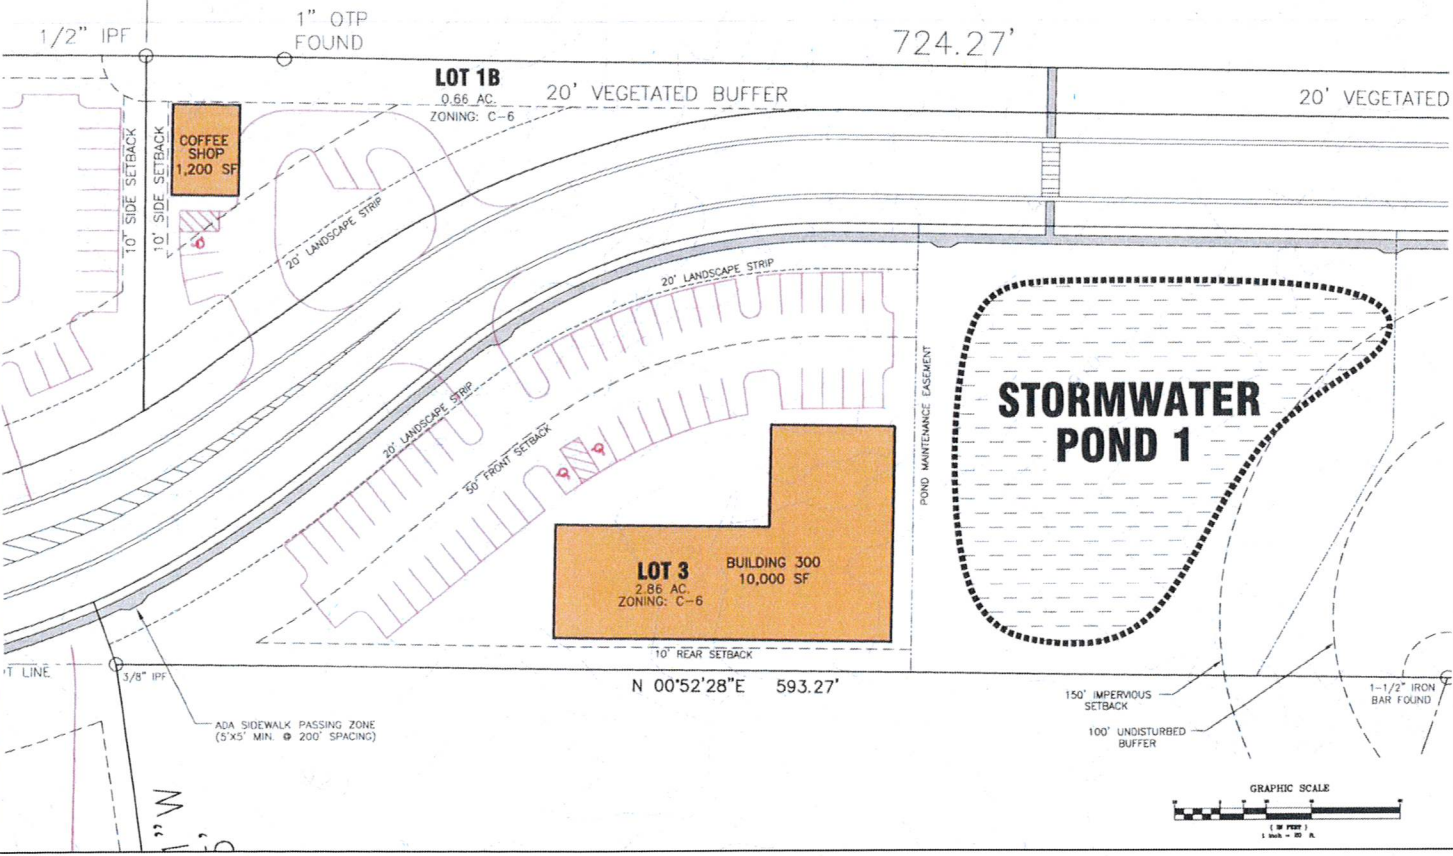 1/2" IPF
1" OTP
FOUND
724.27'
LOT 1B
0.66 AC.
ZONING: C-6
20' VEGETATED BUFFER
20' VEGETATED
COFFEE
SHOP
1,200 SF
10' SIDE SETBACK
10' SIDE SETBACK
20' LANDSCAPE STRIP
20' LANDSCAPE STRIP
20' LANDSCAPE STRIP
50' FRONT SETBACK
POND MAINTENANCE EASEMENT
STORMWATER
POND 1
LOT 3
2.86 AC.
ZONING: C-6
BUILDING 300
10,000 SF
10' REAR SETBACK
T LINE
3/8" IPF
N 00°52'28"E 593.27'
ADA SIDEWALK PASSING ZONE
(5'X5' MIN. @ 200' SPACING)
150' IMPERVIOUS
SETBACK
100' UNDISTURBED
BUFFER
1-1/2" IRON
BAR FOUND
1" W
5'
GRAPHIC SCALE
( IN FEET )